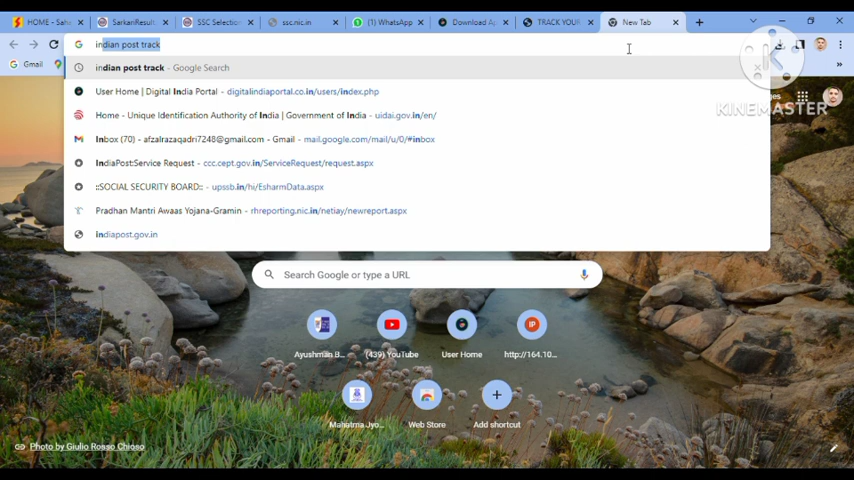 HOME - Saha
SarkariResult
SSC Selection
ssc.nic.in
(1) WhatsApp
Download A
TRACK YOUR
New Tab
indian post track
Gmail
KINEMASTER
indian post track - Google Search
User Home | Digital India Portal - digitalindiaportal.co.in/users/index.php
Home - Unique Identification Authority of India | Government of India - uidai.gov.in/en/
Inbox (70) - afzalrazaqadri7248@gmail.com - Gmail - mail.google.com/mail/u/0/#inbox
IndiaPost:Service Request - ccc.cept.gov.in/ServiceRequest/request.aspx
::SOCIAL SECURITY BOARD:: - upssb.in/hi/EsharmData.aspx
Pradhan Mantri Awaas Yojana-Gramin - rhreporting.nic.in/netiay/newreport.aspx
indiapost.gov.in
Search Google or type a URL
IP
Ayushman B...
(439) YouTube
User Home
http://164.10...
Mahatma Jyo...
Web Store
Add shortcut
Photo by Giulio Rosso Chioso